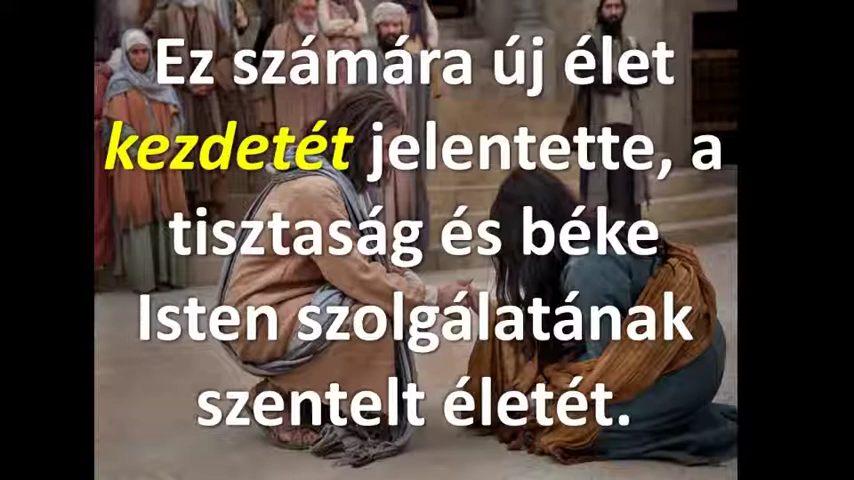 Ez számára új élet
kezdetét jelentette, a
tisztaság és béke
Isten szolgálatának
szentelt életét.